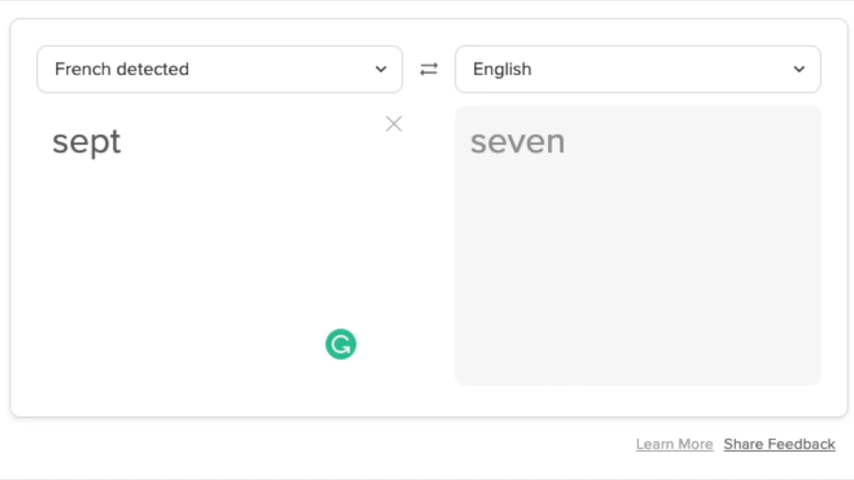 French detected
English
sept
seven
Learn More Share Feedback